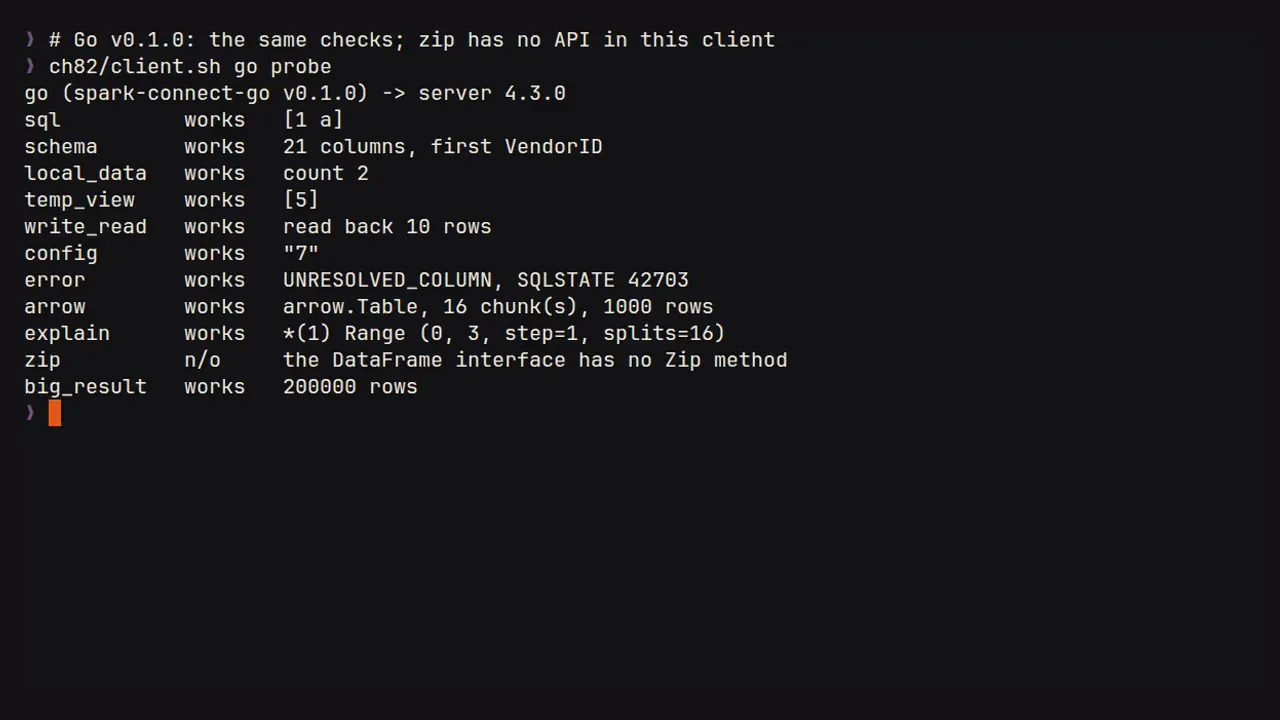 ❯ # Go v0.1.0: the same checks; zip has no API in this client
❯ ch82/client.sh go probe
go (spark-connect-go v0.1.0) -> server 4.3.0
sql          works   [1 a]
schema       works   21 columns, first VendorID
local_data   works   count 2
temp_view    works   [5]
write_read   works   read back 10 rows
config       works   "7"
error        works   UNRESOLVED_COLUMN, SQLSTATE 42703
arrow        works   arrow.Table, 16 chunk(s), 1000 rows
explain      works   *(1) Range (0, 3, step=1, splits=16)
zip          n/o     the DataFrame interface has no Zip method
big_result   works   200000 rows
❯